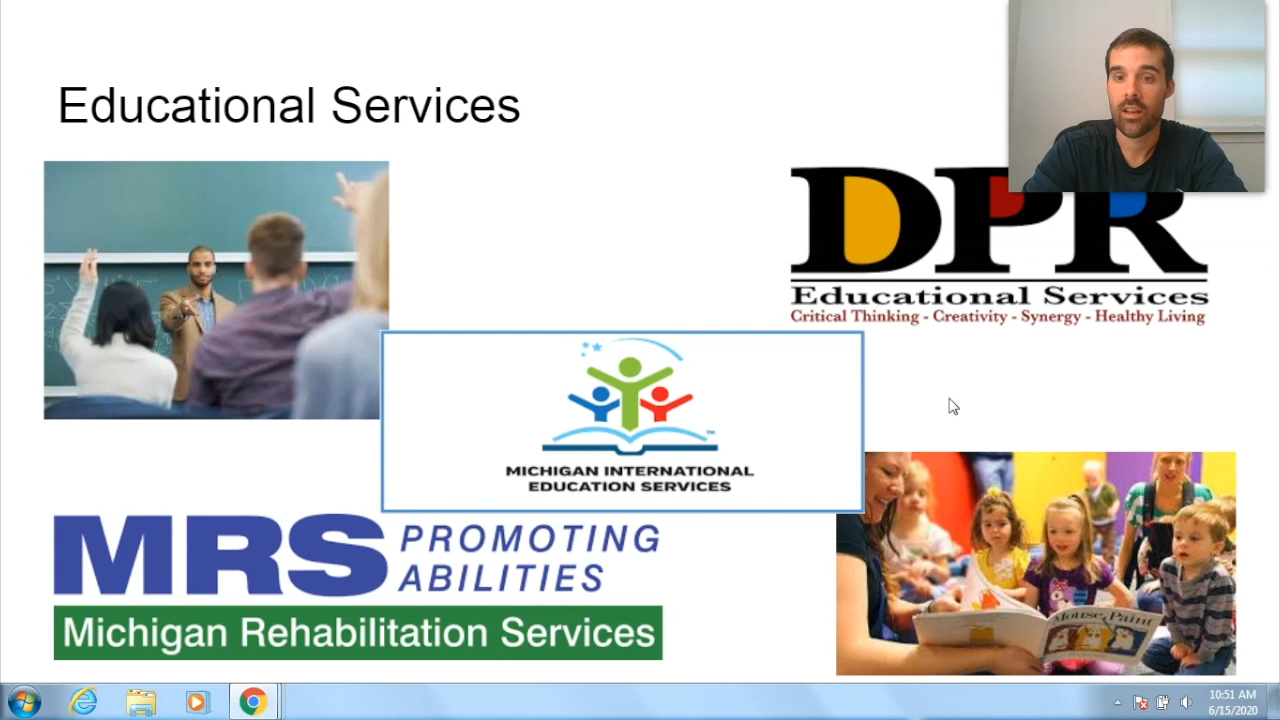 Educational Services
DPR
Educational Services
Critical Thinking - Creativity - Synergy - Healthy Living
™
MICHIGAN INTERNATIONAL
EDUCATION SERVICES
MRS PROMOTING
ABILITIES
Michigan Rehabilitation Services
Mouse Paint
10:51 AM
6/15/2020